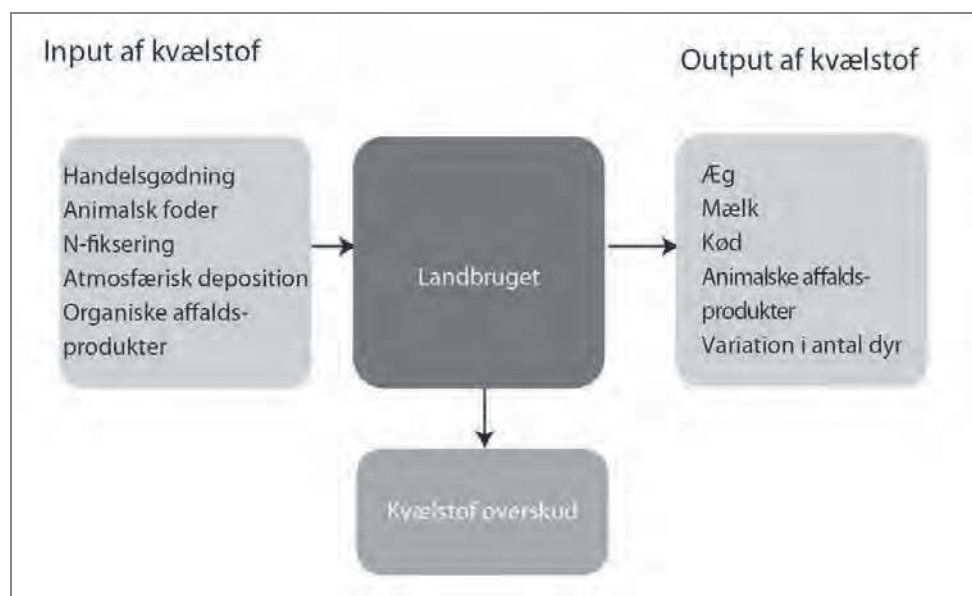 Input af kvælstof
Output af kvælstof
Handelsgødning
Animalsk foder
N-fiksering
Atmosfærisk deposition
Organiske affalds-
produkter
Landbruget
Æg
Mælk
Kød
Animalske affalds-
produkter
Variation i antal dyr
Kvælstof overskud